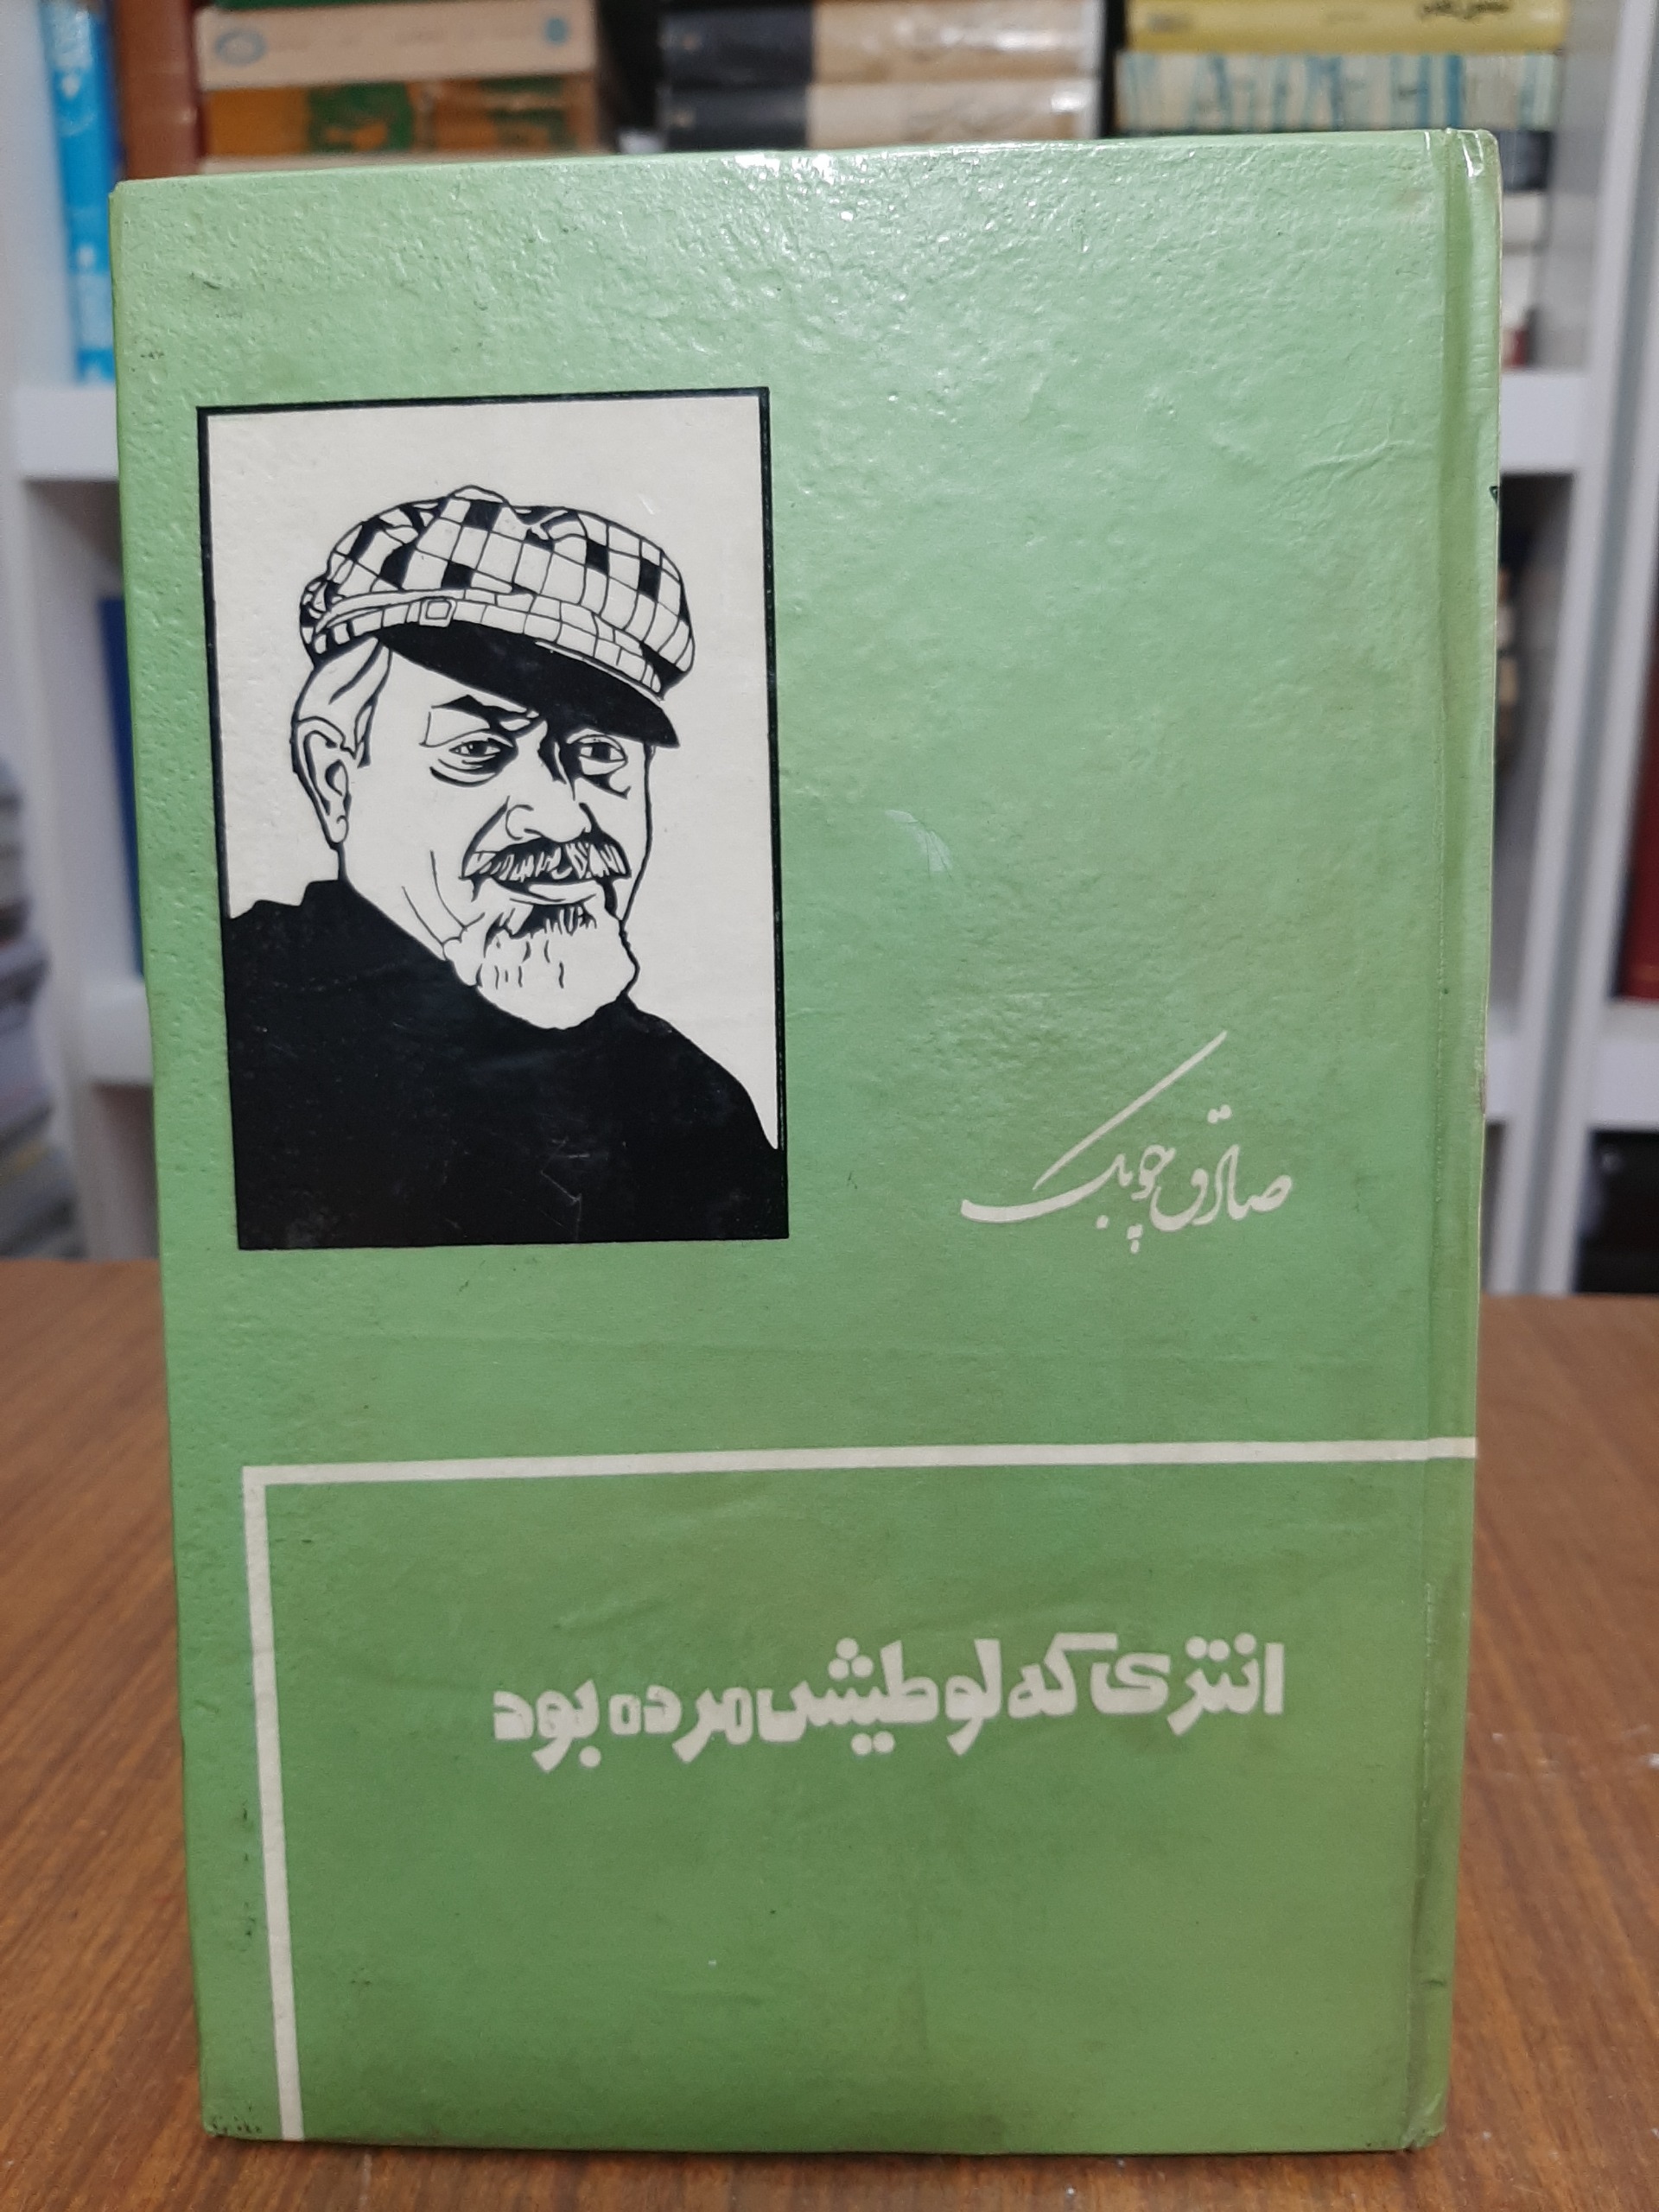 صادق چوبک
انتری که لوطیش مرده بود